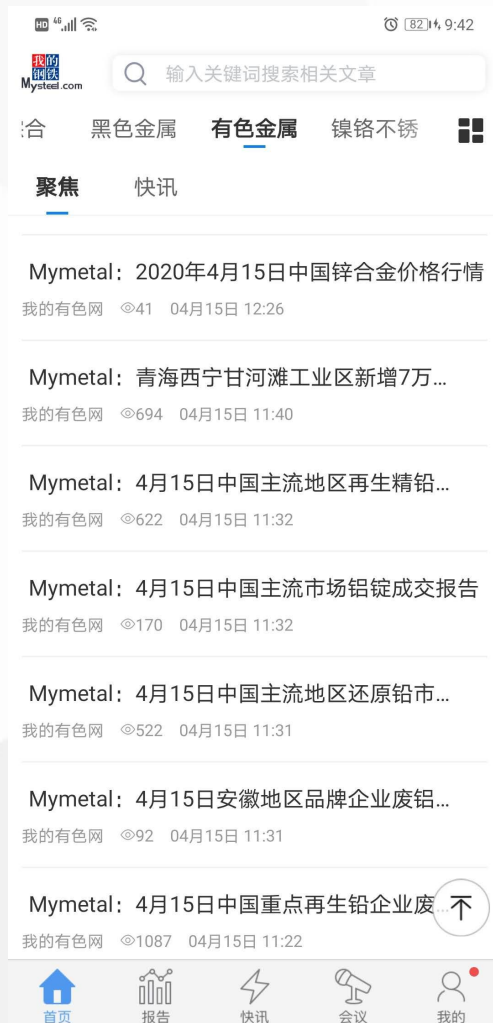 HD 4G 82 9:42
我的
钢铁
Mysteel.com
输入关键词搜索相关文章
综合 黑色金属 有色金属 镍铬不锈
聚焦 快讯
Mymetal：2020年4月15日中国锌合金价格行情
我的有色网 41 04月15日 12:26
Mymetal：青海西宁甘河滩工业区新增7万...
我的有色网 694 04月15日 11:40
Mymetal：4月15日中国主流地区再生精铅...
我的有色网 622 04月15日 11:32
Mymetal：4月15日中国主流市场铝锭成交报告
我的有色网 170 04月15日 11:32
Mymetal：4月15日中国主流地区还原铅市...
我的有色网 522 04月15日 11:31
Mymetal：4月15日安徽地区品牌企业废铝...
我的有色网 92 04月15日 11:31
Mymetal：4月15日中国重点再生铅企业废...
我的有色网 1087 04月15日 11:22
首页 报告 快讯 会议 我的